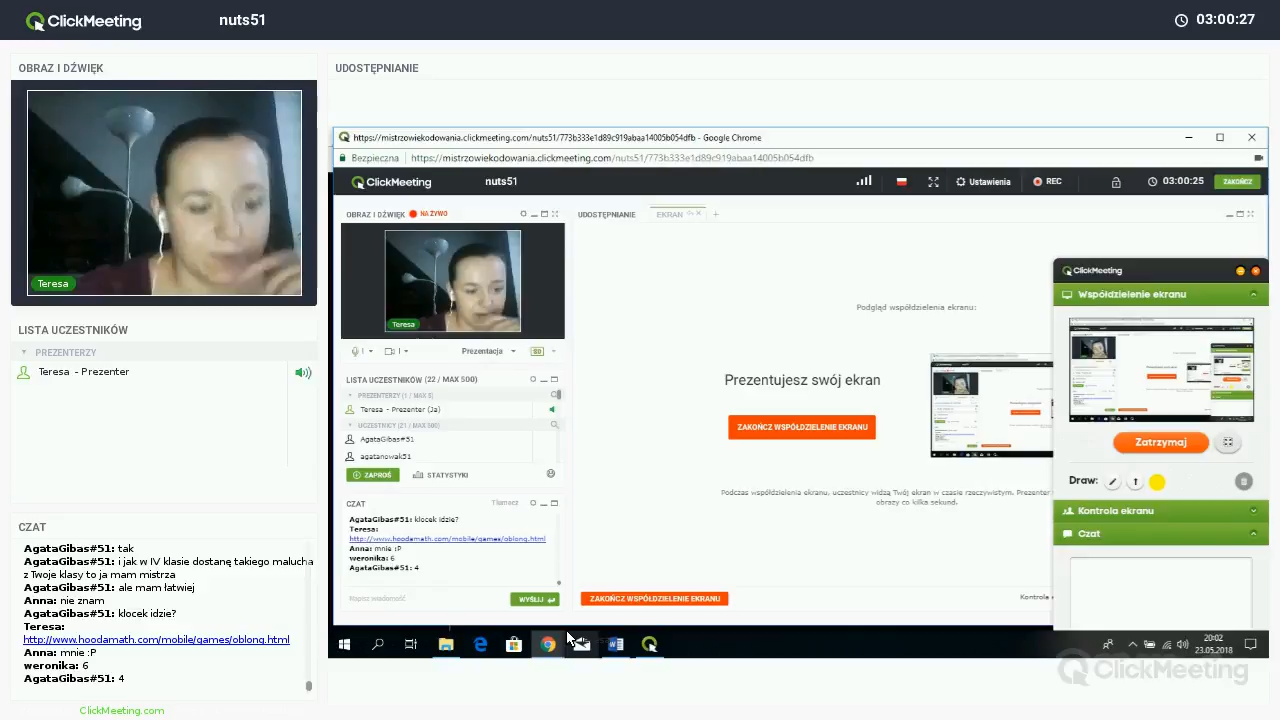 ClickMeeting
nuts51
03:00:27
OBRAZ I DŹWIĘK
Teresa
LISTA UCZESTNIKÓW
PREZENTERZY
Teresa - Prezenter
CZAT
AgataGibas#51: tak
AgataGibas#51: i jak w IV klasie dostanę takiego malucha
z Twoje klasy to ja mam mistrza
AgataGibas#51: ale mam łatwiej
Anna: nie znam
AgataGibas#51: klocek idzie?
Teresa:
http://www.hoodamath.com/mobile/games/oblong.html
Anna: mnie :P
weronika: 6
AgataGibas#51: 4
ClickMeeting.com
UDOSTĘPNIANIE
https://mistrzowiekodowania.clickmeeting.com/nuts51/773b333e1d89c919abaa14005b054dfb - Google Chrome
Bezpieczna
https://mistrzowiekodowania.clickmeeting.com/nuts51/773b333e1d89c919abaa14005b054dfb
ClickMeeting
nuts51
Ustawienia
REC
03:00:25
ZAKOŃCZ
OBRAZ I DŹWIĘK
NA ŻYWO
Teresa
Prezentacja
SD
LISTA UCZESTNIKÓW (22 / MAX 500)
PREZENTERZY (1 / MAX 5)
Teresa - Prezenter (Ja)
UCZESTNICY (21 / MAX 500)
AgataGibas#51
agatanowak51
ZAPROŚ
STATYSTYKI
CZAT
Tłumacz
AgataGibas#51: klocek idzie?
Teresa:
http://www.hoodamath.com/mobile/games/oblong.html
Anna: mnie :P
weronika: 6
AgataGibas#51: 4
Napisz wiadomość
WYŚLIJ
UDOSTĘPNIANIE
EKRAN
Podgląd współdzielenia ekranu:
Prezentujesz swój ekran
ZAKOŃCZ WSPÓŁDZIELENIE EKRANU
Podczas współdzielenia ekranu, uczestnicy widzą Twój ekran w czasie rzeczywistym. Prezenter
obrazy co kilka sekund.
ZAKOŃCZ WSPÓŁDZIELENIE EKRANU
Kontrola
ClickMeeting
Współdzielenie ekranu
Zatrzymaj
Draw:
Kontrola ekranu
Czat
20:02
23.05.2018
ClickMeeting